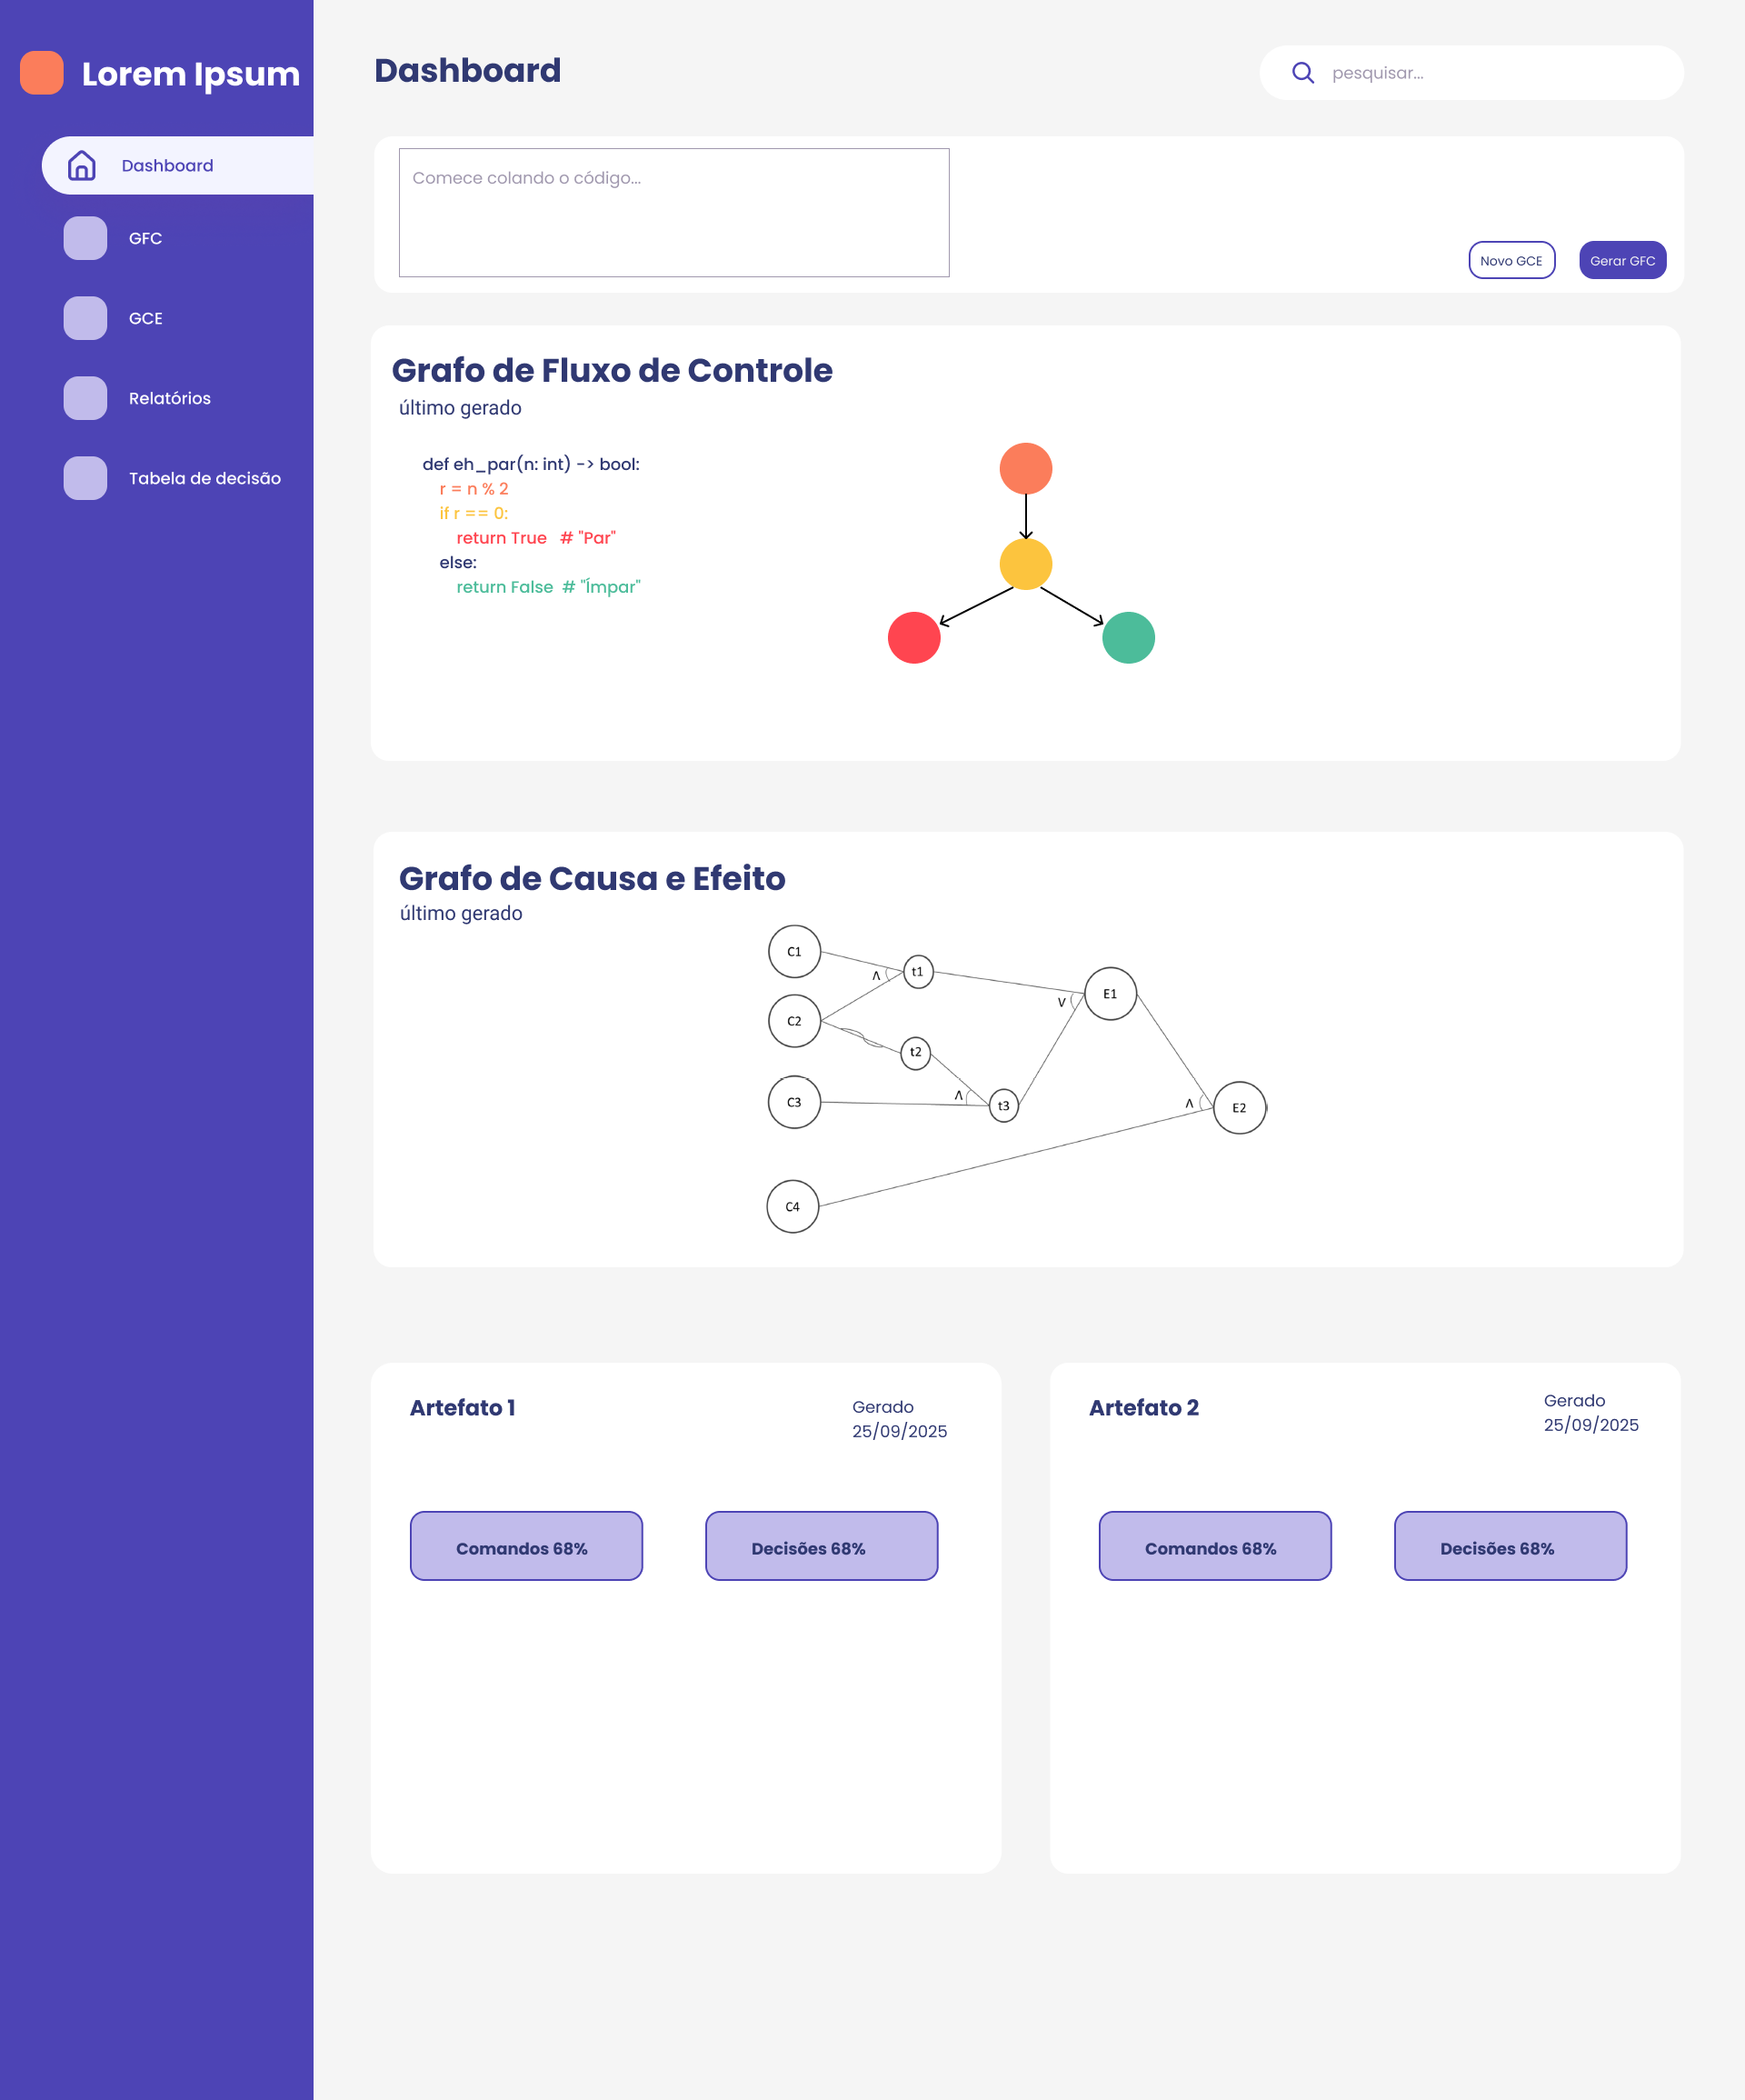 Lorem Ipsum
Dashboard
GFC
GCE
Relatórios
Tabela de decisão
Dashboard
pesquisar...
Comece colando o código...
Novo GCE
Gerar GFC
Grafo de Fluxo de Controle
último gerado
def eh_par(n: int) -> bool:
r = n % 2
if r == 0:
return True # "Par"
else:
return False # "Ímpar"
Grafo de Causa e Efeito
último gerado
C1
C2
C3
C4
t1
t2
t3
E1
E2
Λ
V
Λ
Λ
Artefato 1
Gerado
25/09/2025
Comandos 68%
Decisões 68%
Artefato 2
Gerado
25/09/2025
Comandos 68%
Decisões 68%